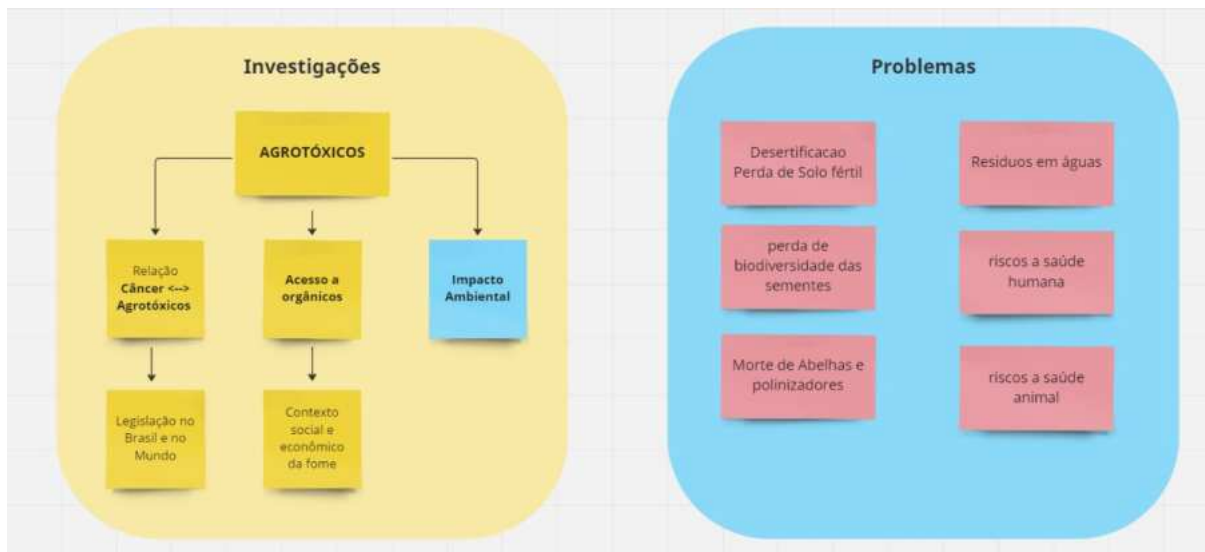 Investigações
AGROTÓXICOS
Relação
Câncer <-->
Agrotóxicos
Acesso a
orgânicos
Impacto
Ambiental
Legislação no
Brasil e no
Mundo
Contexto
social e
econômico
da fome
Problemas
Desertificacao
Perda de Solo fértil
Residuos em águas
perda de
biodiversidade das
sementes
riscos a saúde
humana
Morte de Abelhas e
polinizadores
riscos a saúde
animal